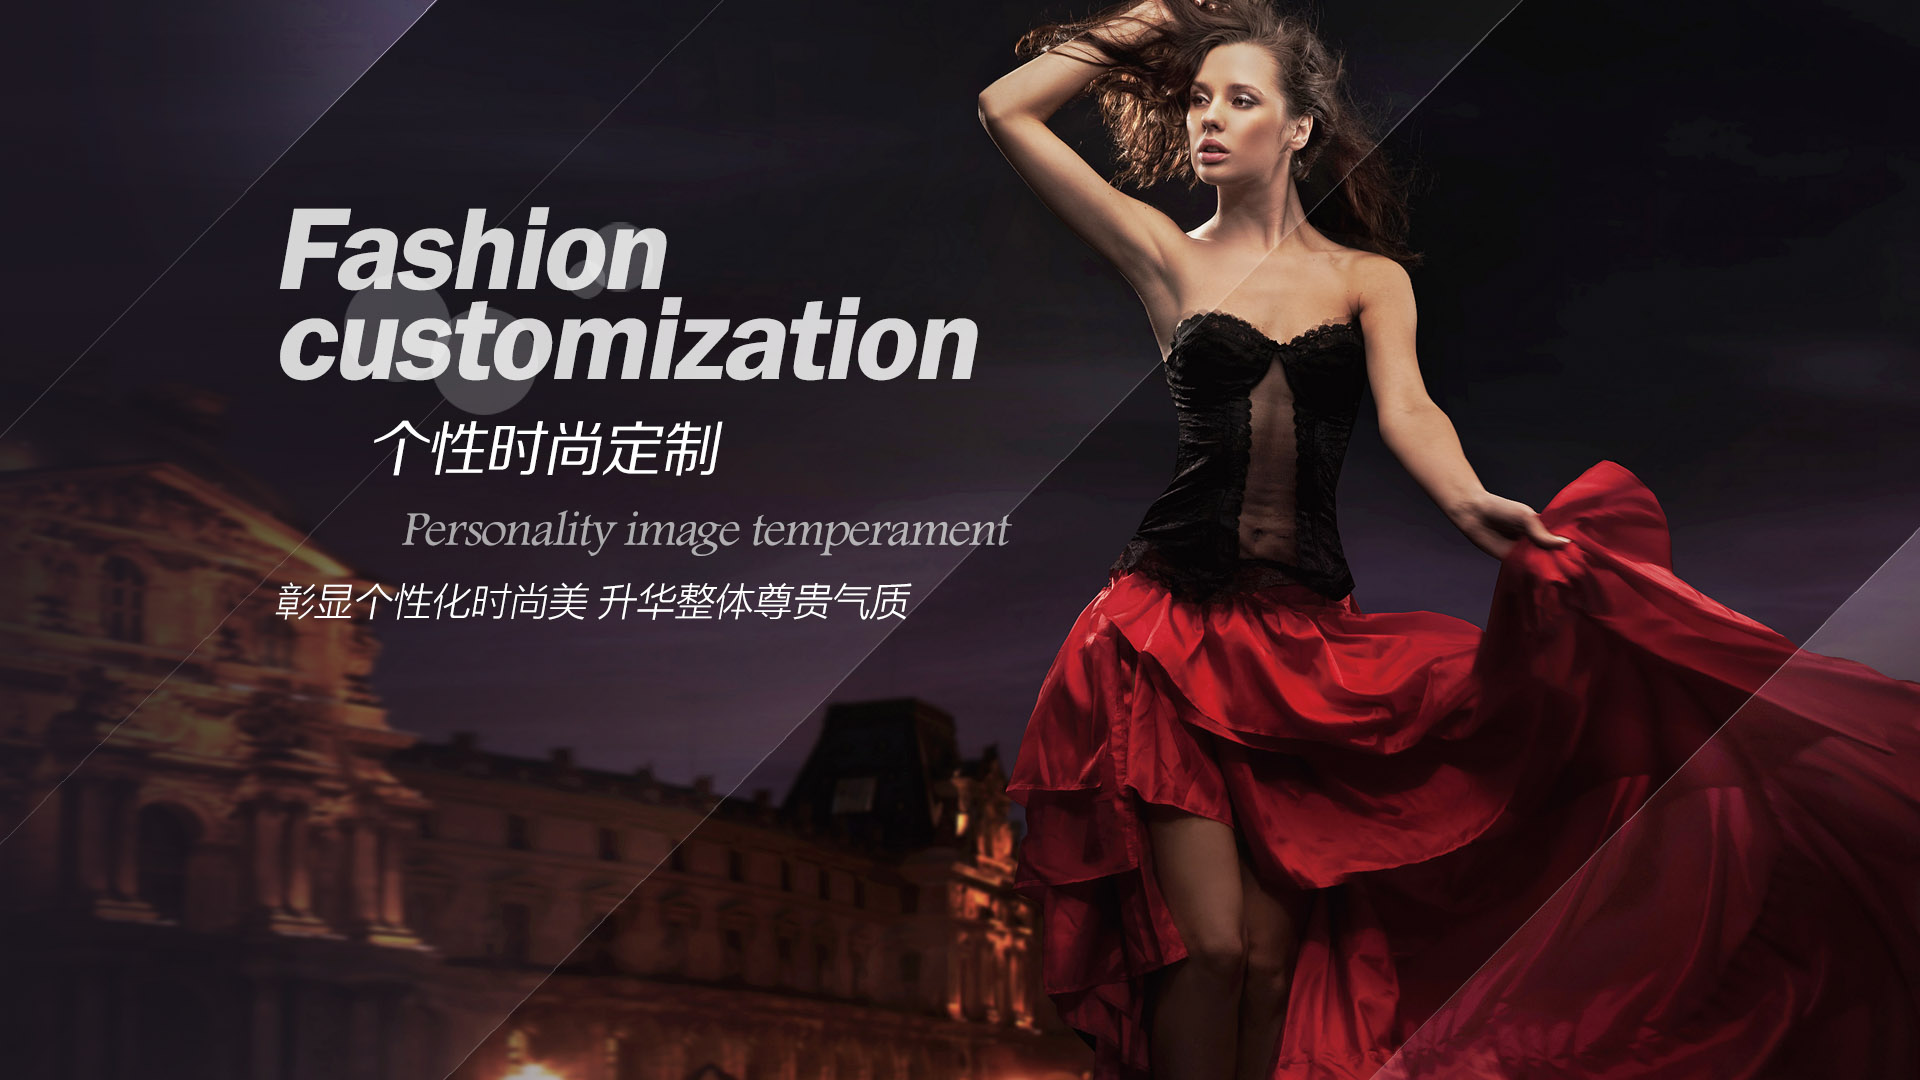 Fashion
customization
个性时尚定制
Personality image temperament
彰显个性化时尚美 升华整体尊贵气质